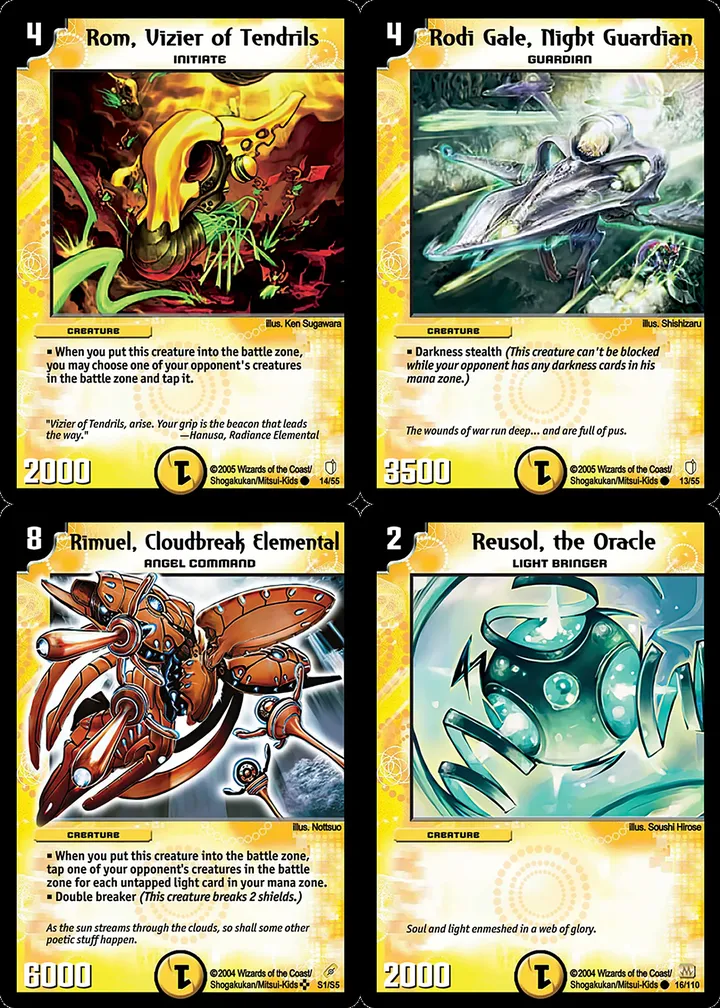 4
Rom, Vizier of Tendrils
INITIATE
illus. Ken Sugawara
CREATURE
▪ When you put this creature into the battle zone,
you may choose one of your opponent's creatures
in the battle zone and tap it.
"Vizier of Tendrils, arise. Your grip is the beacon that leads
the way." —Hanusa, Radiance Elemental
2000
1
©2005 Wizards of the Coast/
Shogakukan/Mitsui-Kids ● 14/55
4
Rodi Gale, Night Guardian
GUARDIAN
illus. Shishizaru
CREATURE
▪ Darkness stealth (This creature can't be blocked
while your opponent has any darkness cards in his
mana zone.)
The wounds of war run deep... and are full of pus.
3500
1
©2005 Wizards of the Coast/
Shogakukan/Mitsui-Kids ● 13/55
8
Rimuel, Cloudbreak Elemental
ANGEL COMMAND
illus. Nottsuo
CREATURE
▪ When you put this creature into the battle zone,
tap one of your opponent's creatures in the battle
zone for each untapped light card in your mana zone.
▪ Double breaker (This creature breaks 2 shields.)
As the sun streams through the clouds, so shall some other
poetic stuff happen.
6000
1
©2004 Wizards of the Coast/
Shogakukan/Mitsui-Kids S1/S5
2
Reusol, the Oracle
LIGHT BRINGER
illus. Soushi Hirose
CREATURE
Soul and light enmeshed in a web of glory.
2000
1
©2004 Wizards of the Coast/
Shogakukan/Mitsui-Kids ● 16/110